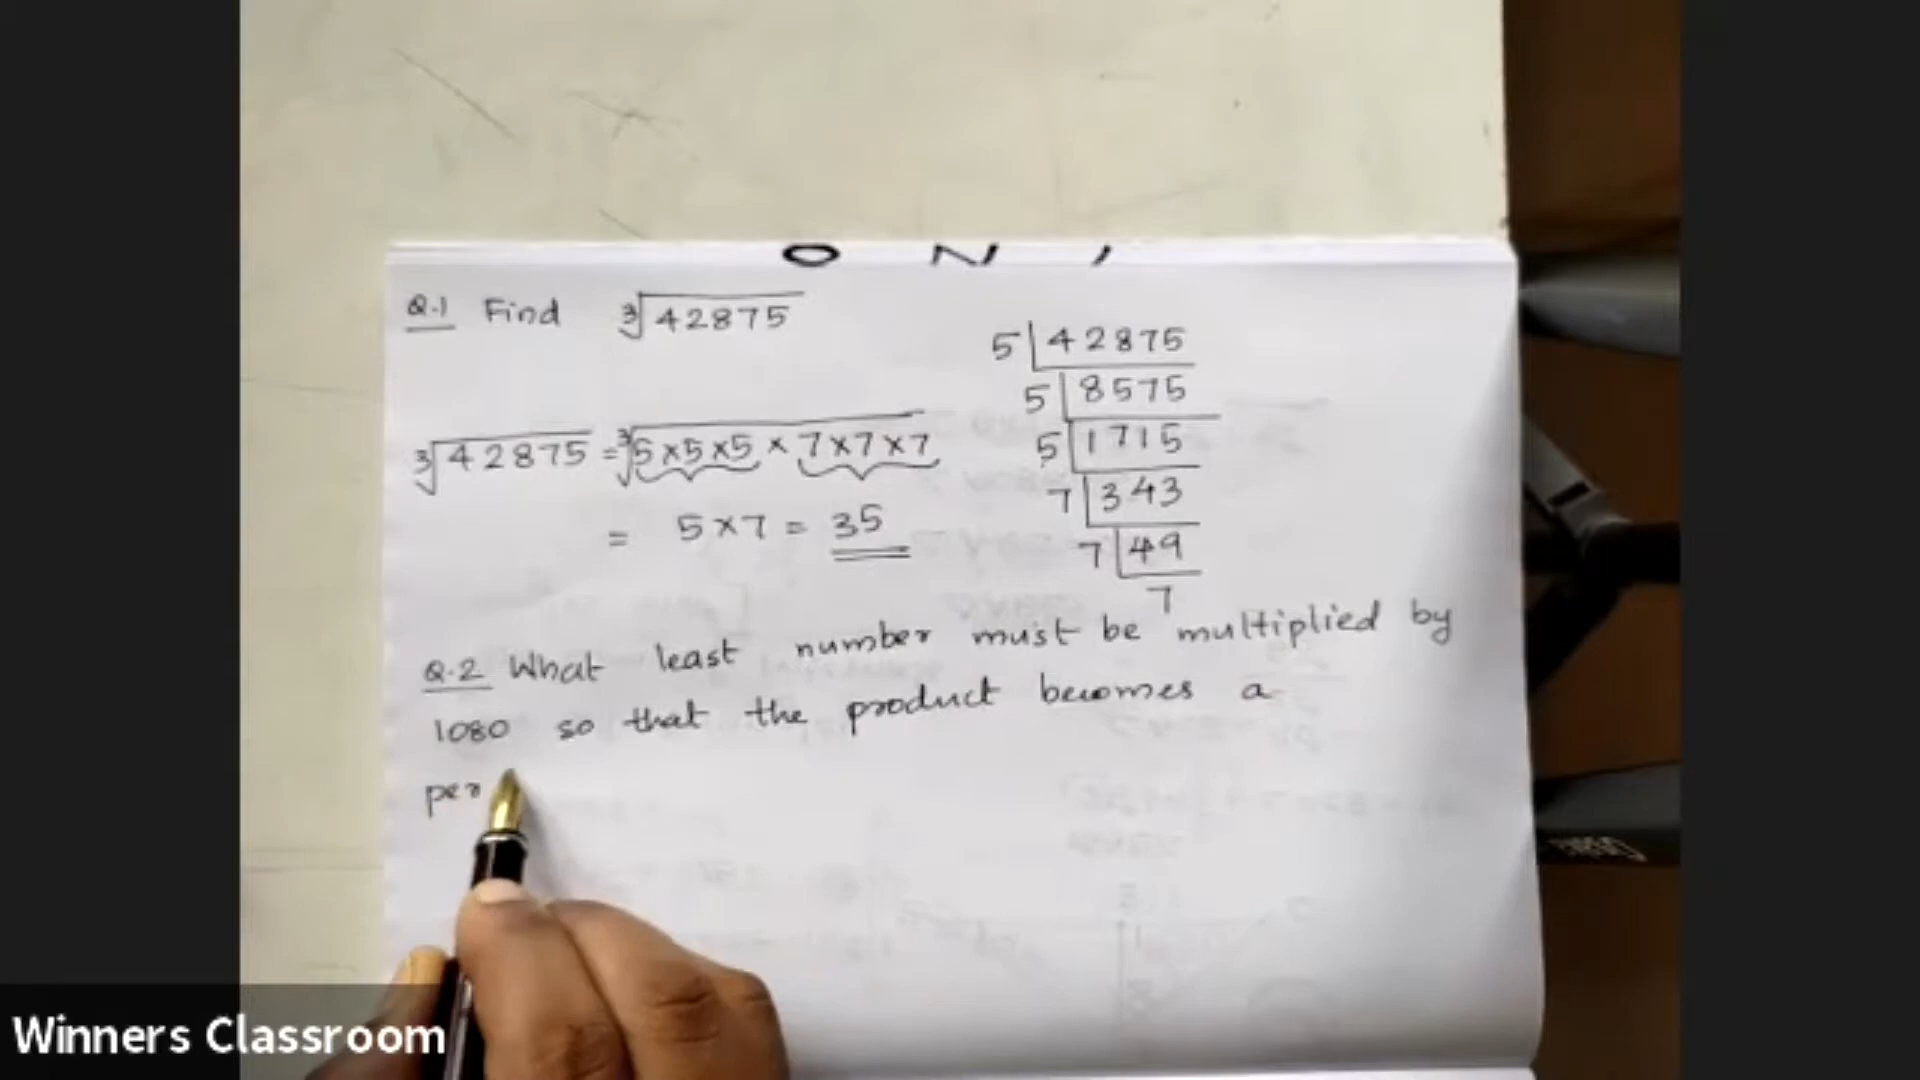 O N
Q.1 Find ∛42875
∛42875 = ∛5×5×5 × 7×7×7
= 5×7 = 35
5 | 42875
5 | 8575
5 | 1715
7 | 343
7 | 49
7
Q.2 What least number must be multiplied by
1080 so that the product becomes a
per
Winners Classroom